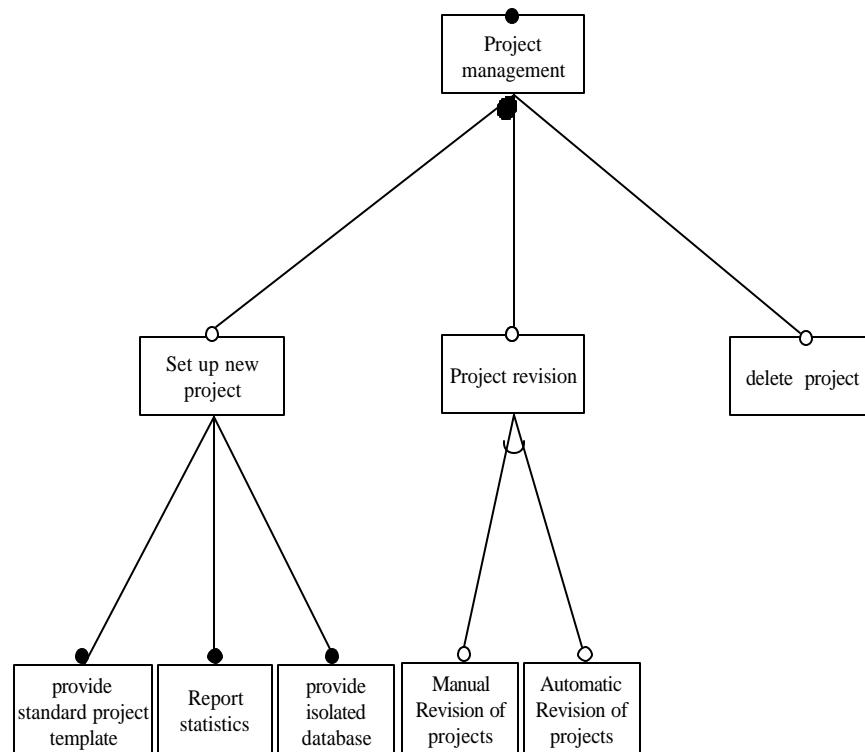 Project
management
Set up new
project
Project revision
delete project
provide
standard project
template
Report
statistics
provide
isolated
database
Manual
Revision of
projects
Automatic
Revision of
projects